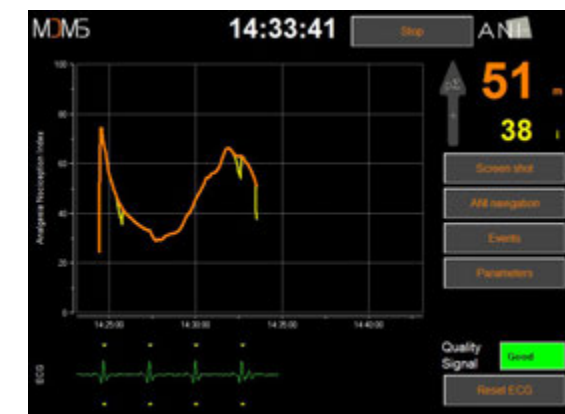 MDMS
14:33:41
Stop
ANI
100
80
60
40
20
0
Analgesia Nociception Index
14:25:00
14:30:00
14:35:00
14:40:00
51 m
38 i
Screen shot
ANI navigation
Events
Parameters
ECG
Quality
Signal
Good
Reset ECG